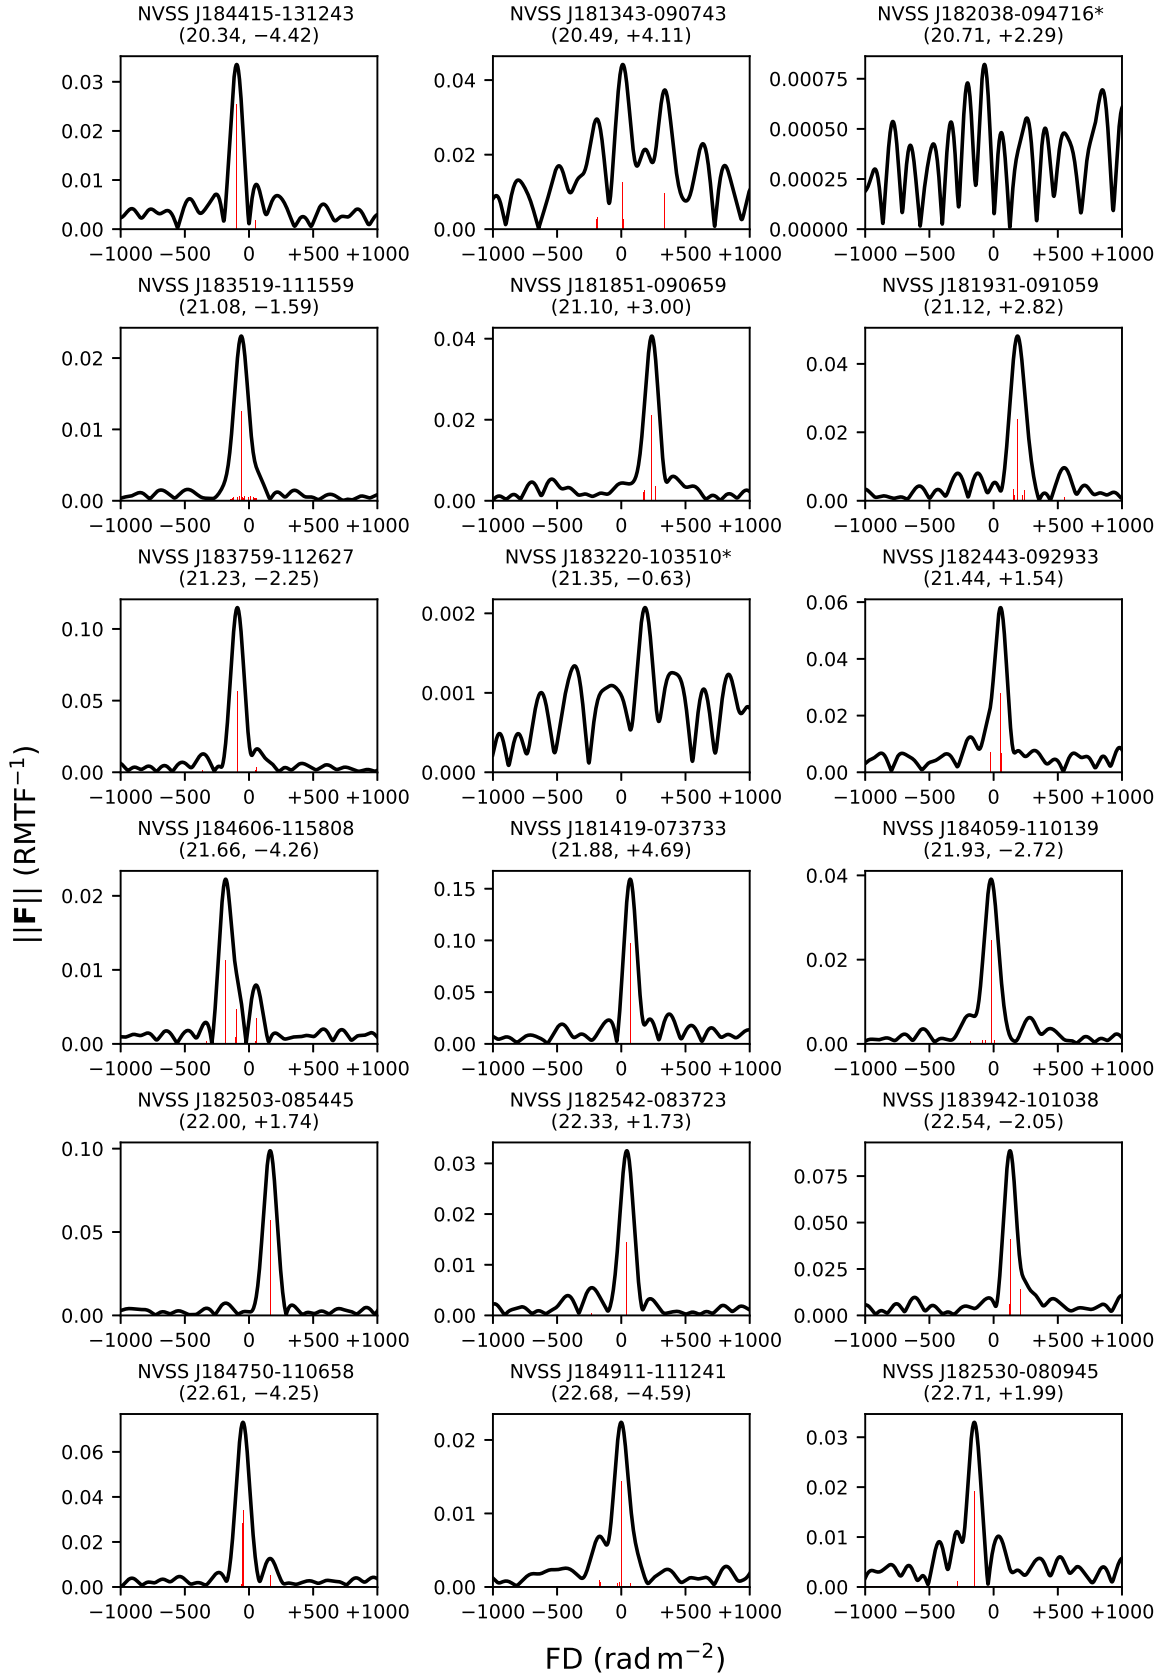 NVSS J184415-131243
(20.34, −4.42)
NVSS J181343-090743
(20.49, +4.11)
NVSS J182038-094716*
(20.71, +2.29)
0.03
0.02
0.01
0.00
−1000 −500 0 +500 +1000
0.04
0.02
0.00
−1000 −500 0 +500 +1000
0.00075
0.00050
0.00025
0.00000
−1000 −500 0 +500 +1000
NVSS J183519-111559
(21.08, −1.59)
NVSS J181851-090659
(21.10, +3.00)
NVSS J181931-091059
(21.12, +2.82)
0.02
0.01
0.00
−1000 −500 0 +500 +1000
0.04
0.02
0.00
−1000 −500 0 +500 +1000
0.04
0.02
0.00
−1000 −500 0 +500 +1000
NVSS J183759-112627
(21.23, −2.25)
NVSS J183220-103510*
(21.35, −0.63)
NVSS J182443-092933
(21.44, +1.54)
0.10
0.05
0.00
−1000 −500 0 +500 +1000
0.002
0.001
0.000
−1000 −500 0 +500 +1000
0.06
0.04
0.02
0.00
−1000 −500 0 +500 +1000
NVSS J184606-115808
(21.66, −4.26)
NVSS J181419-073733
(21.88, +4.69)
NVSS J184059-110139
(21.93, −2.72)
0.02
0.01
0.00
−1000 −500 0 +500 +1000
0.15
0.10
0.05
0.00
−1000 −500 0 +500 +1000
0.04
0.02
0.00
−1000 −500 0 +500 +1000
NVSS J182503-085445
(22.00, +1.74)
NVSS J182542-083723
(22.33, +1.73)
NVSS J183942-101038
(22.54, −2.05)
0.10
0.05
0.00
−1000 −500 0 +500 +1000
0.03
0.02
0.01
0.00
−1000 −500 0 +500 +1000
0.075
0.050
0.025
0.000
−1000 −500 0 +500 +1000
NVSS J184750-110658
(22.61, −4.25)
NVSS J184911-111241
(22.68, −4.59)
NVSS J182530-080945
(22.71, +1.99)
0.06
0.04
0.02
0.00
−1000 −500 0 +500 +1000
0.02
0.01
0.00
−1000 −500 0 +500 +1000
0.03
0.02
0.01
0.00
−1000 −500 0 +500 +1000
||F|| (RMTF⁻¹)
FD (rad m⁻²)